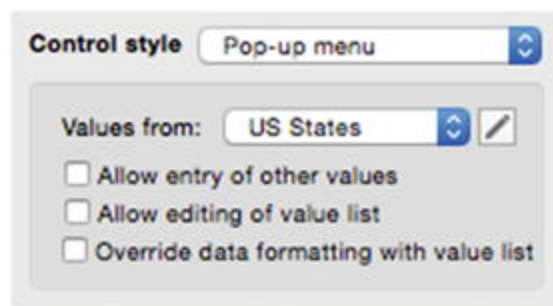 Control style Pop-up menu
Values from: US States
Allow entry of other values
Allow editing of value list
Override data formatting with value list